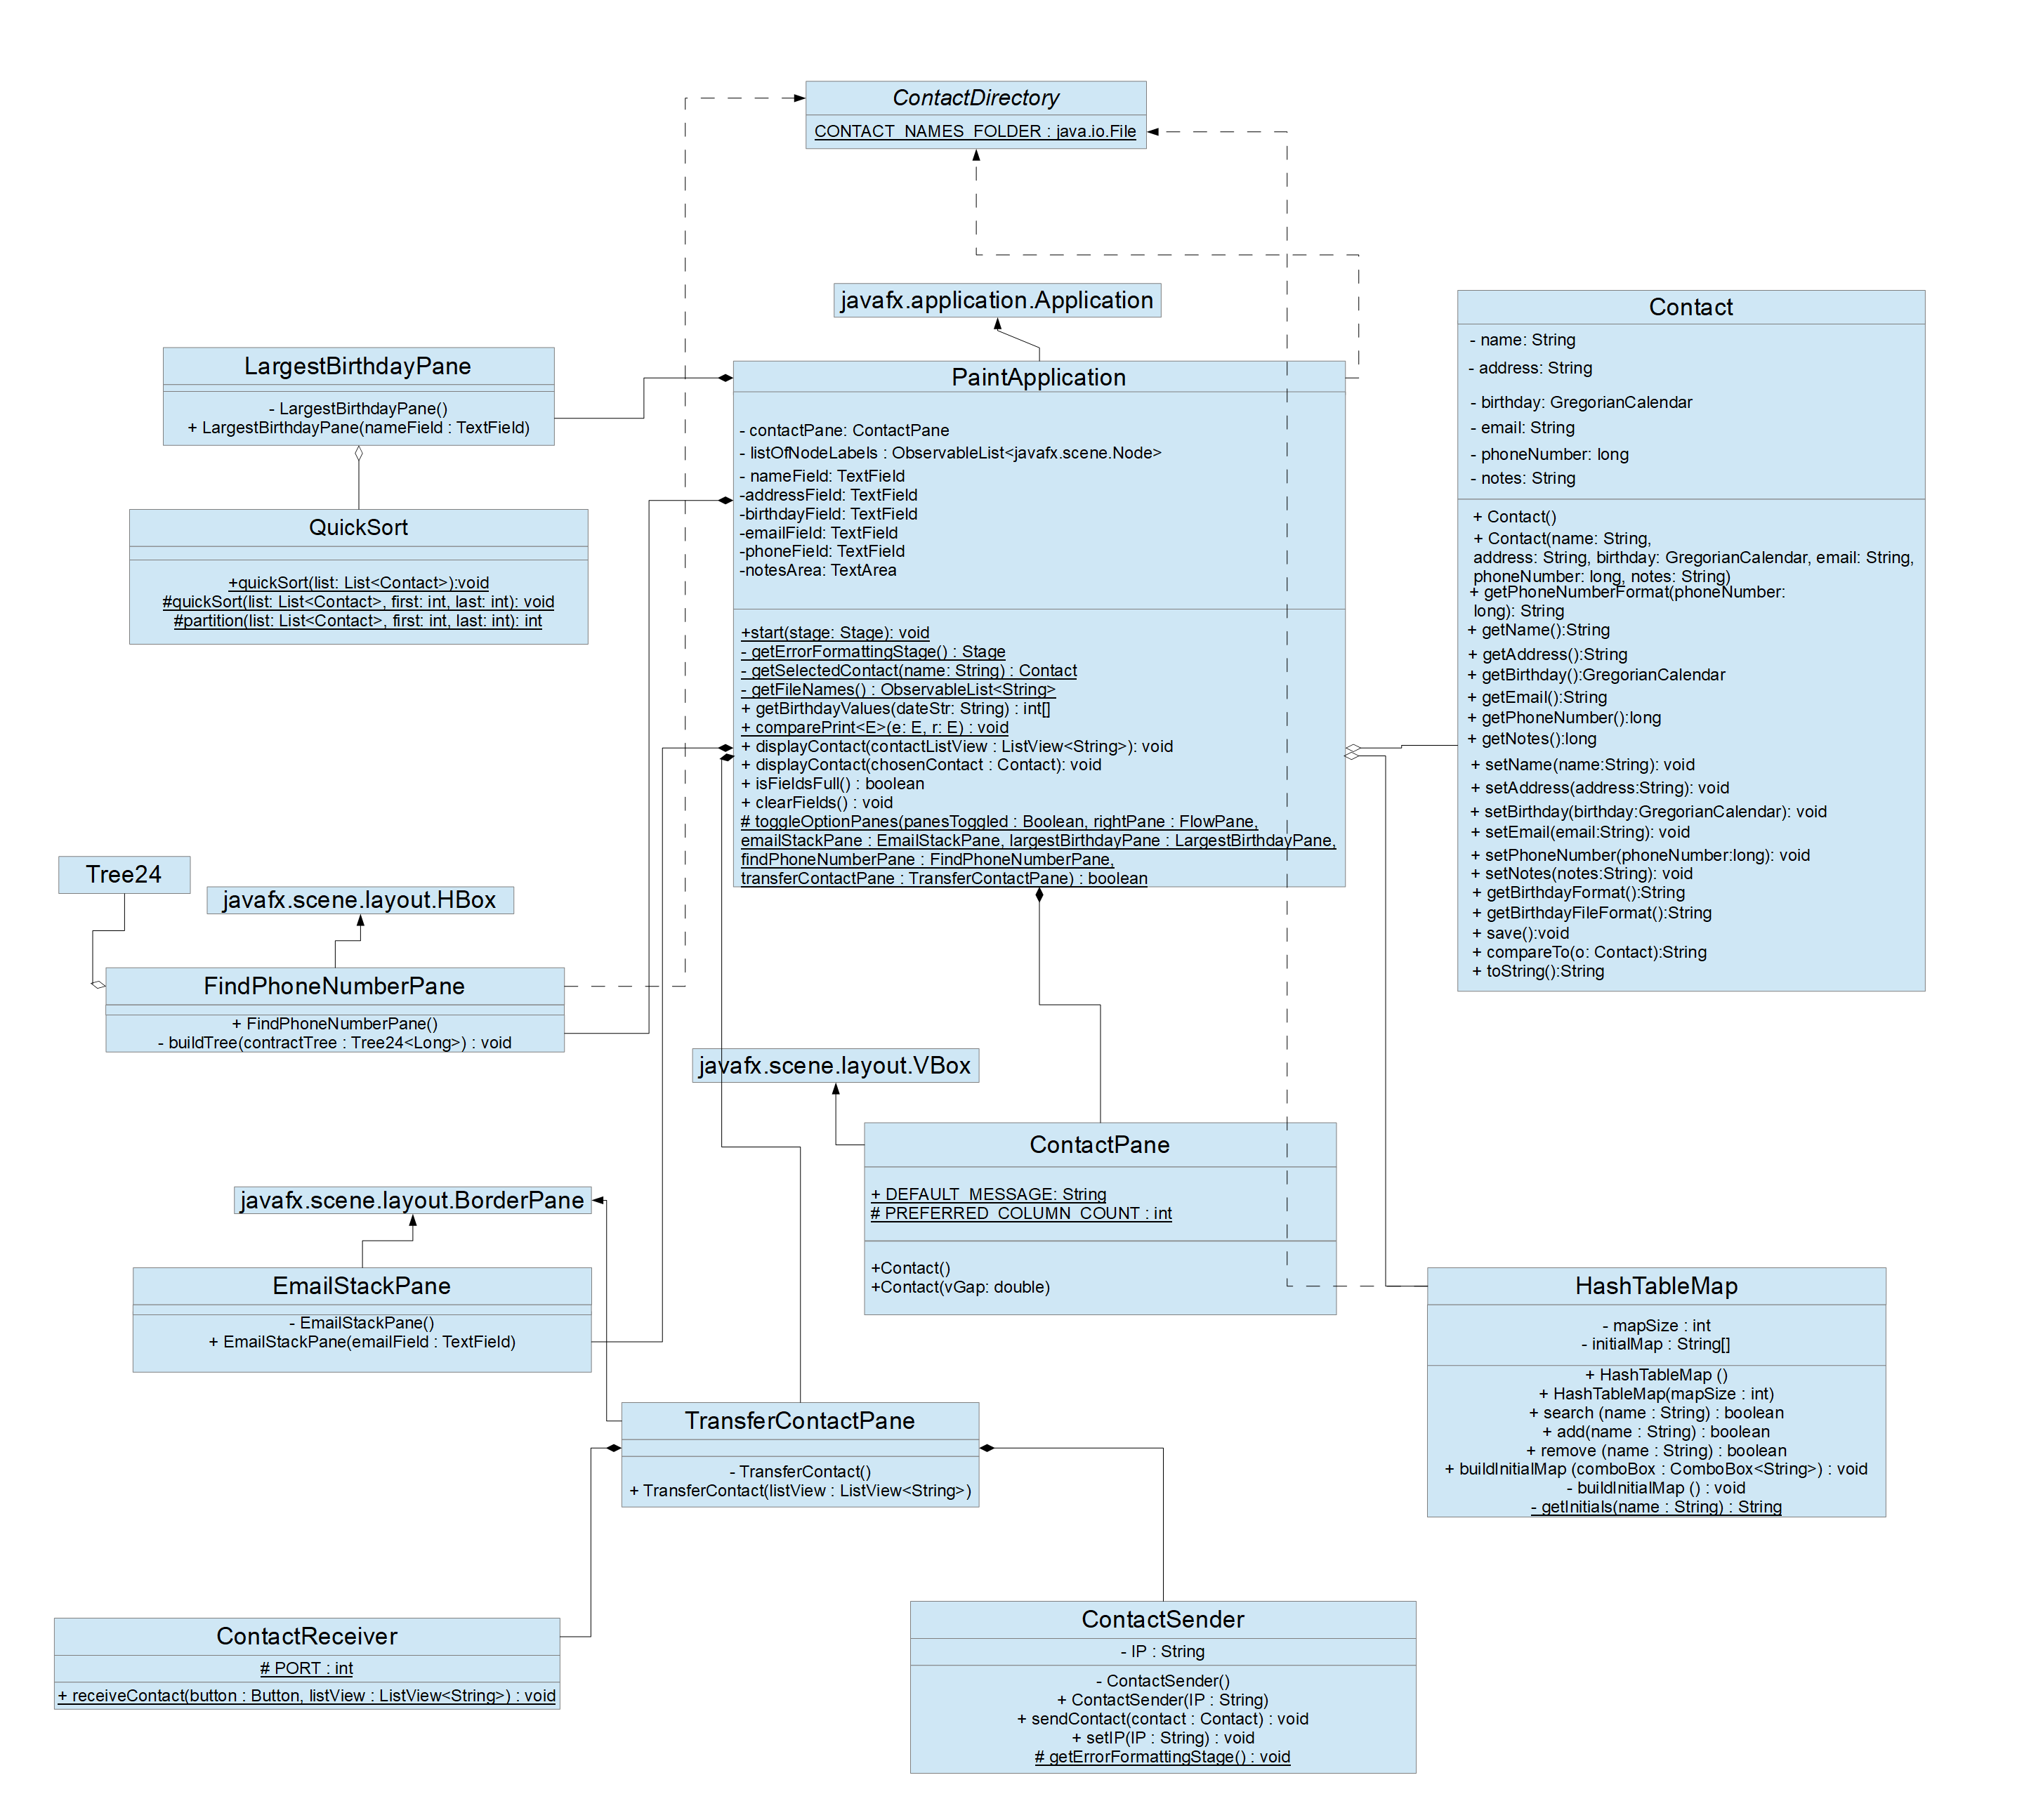 ContactDirectory
CONTACT_NAMES_FOLDER : java.io.File
javafx.application.Application
LargestBirthdayPane
- LargestBirthdayPane()
+ LargestBirthdayPane(nameField : TextField)
QuickSort
+quickSort(list: List<Contact>):void
#quickSort(list: List<Contact>, first: int, last: int): void
#partition(list: List<Contact>, first: int, last: int): int
PaintApplication
- contactPane: ContactPane
- listOfNodeLabels : ObservableList<javafx.scene.Node>
- nameField: TextField
-addressField: TextField
-birthdayField: TextField
-emailField: TextField
-phoneField: TextField
-notesArea: TextArea
+start(stage: Stage): void
- getErrorFormattingStage() : Stage
- getSelectedContact(name: String) : Contact
- getFileNames() : ObservableList<String>
+ getBirthdayValues(dateStr: String) : int[]
+ comparePrint<E>(e: E, r: E) : void
+ displayContact(contactListView : ListView<String>): void
+ displayContact(chosenContact : Contact): void
+ isFieldsFull() : boolean
+ clearFields() : void
# toggleOptionPanes(panesToggled : Boolean, rightPane : FlowPane,
emailStackPane : EmailStackPane, largestBirthdayPane : LargestBirthdayPane,
findPhoneNumberPane : FindPhoneNumberPane,
transferContactPane : TransferContactPane) : boolean
Contact
- name: String
- address: String
- birthday: GregorianCalendar
- email: String
- phoneNumber: long
- notes: String
+ Contact()
+ Contact(name: String,
address: String, birthday: GregorianCalendar, email: String,
phoneNumber: long, notes: String)
+ getPhoneNumberFormat(phoneNumber:
long): String
+ getName():String
+ getAddress():String
+ getBirthday():GregorianCalendar
+ getEmail():String
+ getPhoneNumber():long
+ getNotes():long
+ setName(name:String): void
+ setAddress(address:String): void
+ setBirthday(birthday:GregorianCalendar): void
+ setEmail(email:String): void
+ setPhoneNumber(phoneNumber:long): void
+ setNotes(notes:String): void
+ getBirthdayFormat():String
+ getBirthdayFileFormat():String
+ save():void
+ compareTo(o: Contact):String
+ toString():String
Tree24
javafx.scene.layout.HBox
FindPhoneNumberPane
+ FindPhoneNumberPane()
- buildTree(contractTree : Tree24<Long>) : void
javafx.scene.layout.VBox
ContactPane
+ DEFAULT_MESSAGE: String
# PREFERRED_COLUMN_COUNT : int
+Contact()
+Contact(vGap: double)
javafx.scene.layout.BorderPane
EmailStackPane
- EmailStackPane()
+ EmailStackPane(emailField : TextField)
HashTableMap
- mapSize : int
- initialMap : String[]
+ HashTableMap ()
+ HashTableMap(mapSize : int)
+ search (name : String) : boolean
+ add(name : String) : boolean
+ remove (name : String) : boolean
+ buildInitialMap (comboBox : ComboBox<String>) : void
- buildInitialMap () : void
- getInitials(name : String) : String
TransferContactPane
- TransferContact()
+ TransferContact(listView : ListView<String>)
ContactReceiver
# PORT : int
+ receiveContact(button : Button, listView : ListView<String>) : void
ContactSender
- IP : String
- ContactSender()
+ ContactSender(IP : String)
+ sendContact(contact : Contact) : void
+ setIP(IP : String) : void
# getErrorFormattingStage() : void